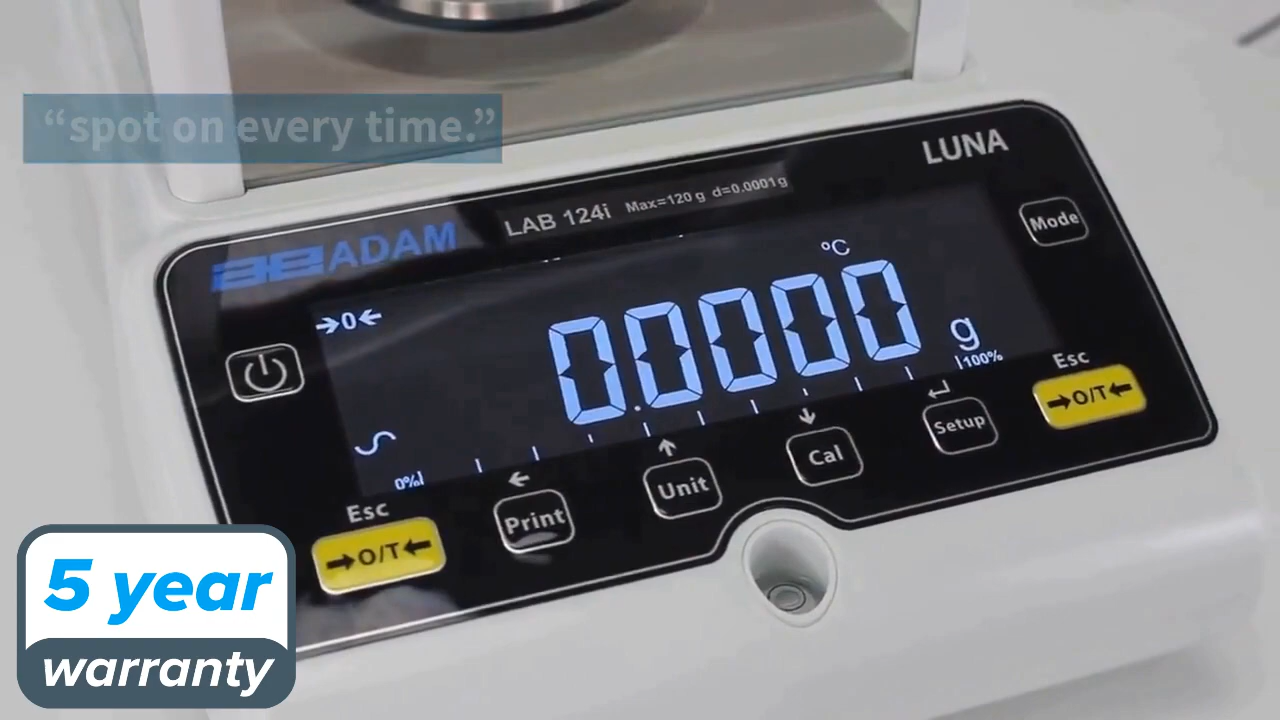 “spot on every time.”
LUNA
ADAM
LAB 124i Max=120 g d=0.0001g
Mode
°C
→0←
0.0000 g
0%
100%
Esc
→O/T←
Setup
Cal
Unit
Print
Esc
→O/T←
5 year
warranty